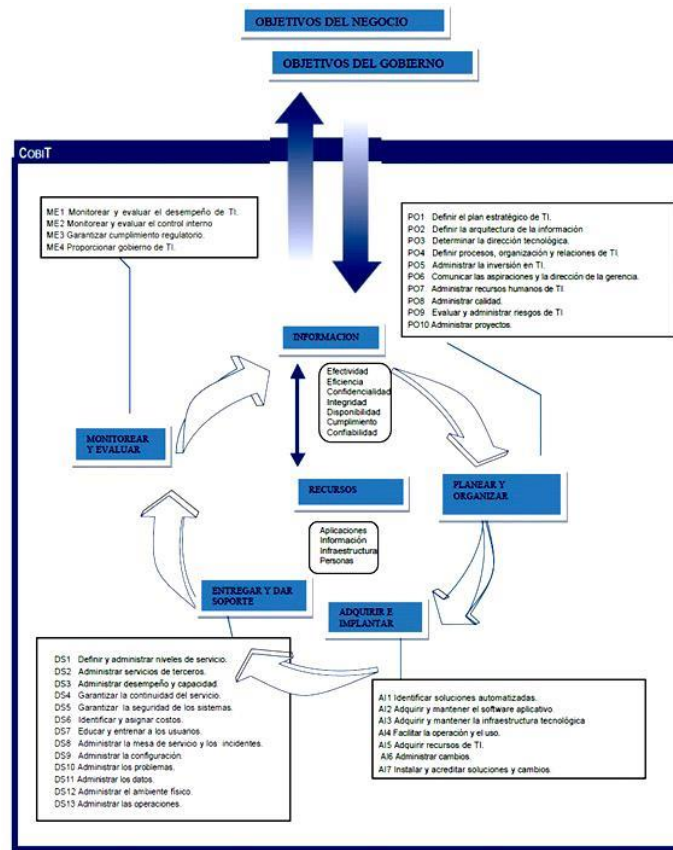 OBJETIVOS DEL NEGOCIO
OBJETIVOS DEL GOBIERNO
COBIT
ME1 Monitorear y evaluar el desempeño de TI.
ME2 Monitorear y evaluar el control interno
ME3 Garantizar cumplimiento regulatorio.
ME4 Proporcionar gobierno de TI.
PO1 Definir el plan estratégico de TI.
PO2 Definir la arquitectura de la información
PO3 Determinar la dirección tecnológica.
PO4 Definir procesos, organización y relaciones de TI.
PO5 Administrar la inversión en TI.
PO6 Comunicar las aspiraciones y la dirección de la gerencia.
PO7 Administrar recursos humanos de TI.
PO8 Administrar calidad.
PO9 Evaluar y administrar riesgos de TI
PO10 Administrar proyectos.
INFORMACION
Efectividad
Eficiencia
Confidencialidad
Integridad
Disponibilidad
Cumplimiento
Confiabilidad
MONITOREAR
Y EVALUAR
RECURSOS
PLANEAR Y
ORGANIZAR
Aplicaciones
Información
Infraestructura
Personas
ENTREGAR Y DAR
SOPORTE
ADQUIRIR E
IMPLANTAR
DS1 Definir y administrar niveles de servicio.
DS2 Administrar servicios de terceros.
DS3 Administrar desempeño y capacidad.
DS4 Garantizar la continuidad del servicio.
DS5 Garantizar la seguridad de los sistemas.
DS6 Identificar y asignar costos.
DS7 Educar y entrenar a los usuarios.
DS8 Administrar la mesa de servicio y los incidentes.
DS9 Administrar la configuración.
DS10 Administrar los problemas.
DS11 Administrar los datos.
DS12 Administrar el ambiente físico.
DS13 Administrar las operaciones.
AI1 Identificar soluciones automatizadas.
AI2 Adquirir y mantener el software aplicativo.
AI3 Adquirir y mantener la infraestructura tecnológica
AI4 Facilitar la operación y el uso.
AI5 Adquirir recursos de TI.
AI6 Administrar cambios.
AI7 Instalar y acreditar soluciones y cambios